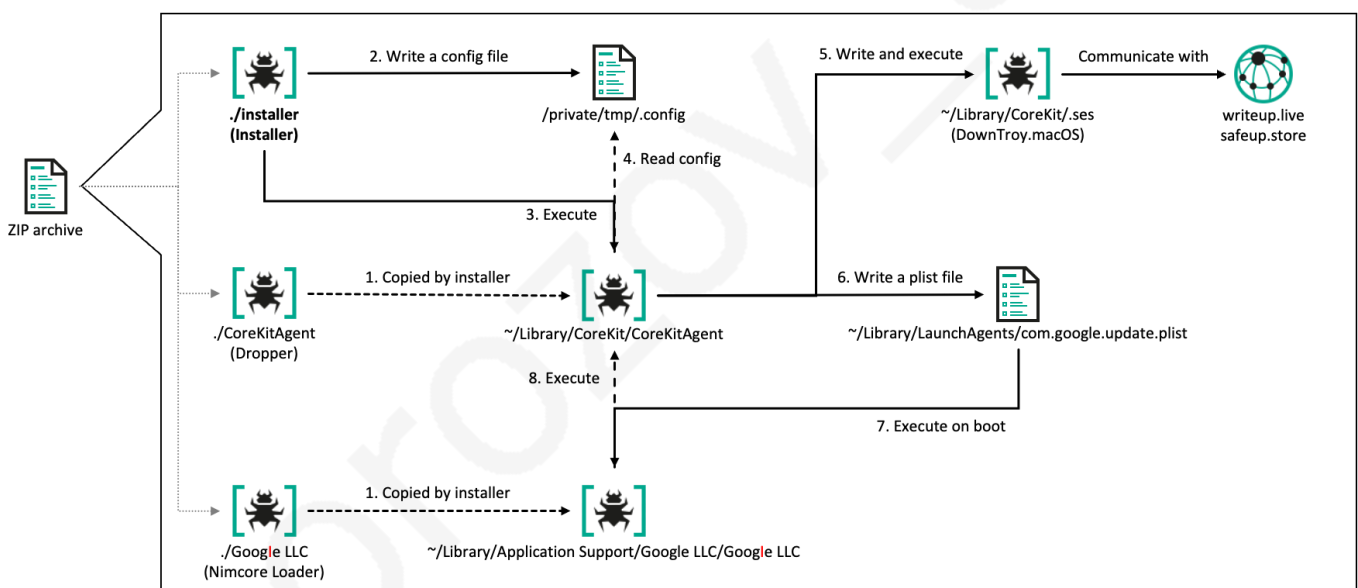 ZIP archive
./installer
(Installer)
2. Write a config file
/private/tmp/.config
5. Write and execute
~/Library/CoreKit/.ses
(DownTroy.macOS)
Communicate with
writeup.live
safeup.store
4. Read config
3. Execute
./CoreKitAgent
(Dropper)
1. Copied by installer
~/Library/CoreKit/CoreKitAgent
6. Write a plist file
~/Library/LaunchAgents/com.google.update.plist
8. Execute
7. Execute on boot
./Google LLC
(Nimcore Loader)
1. Copied by installer
~/Library/Application Support/Google LLC/Google LLC